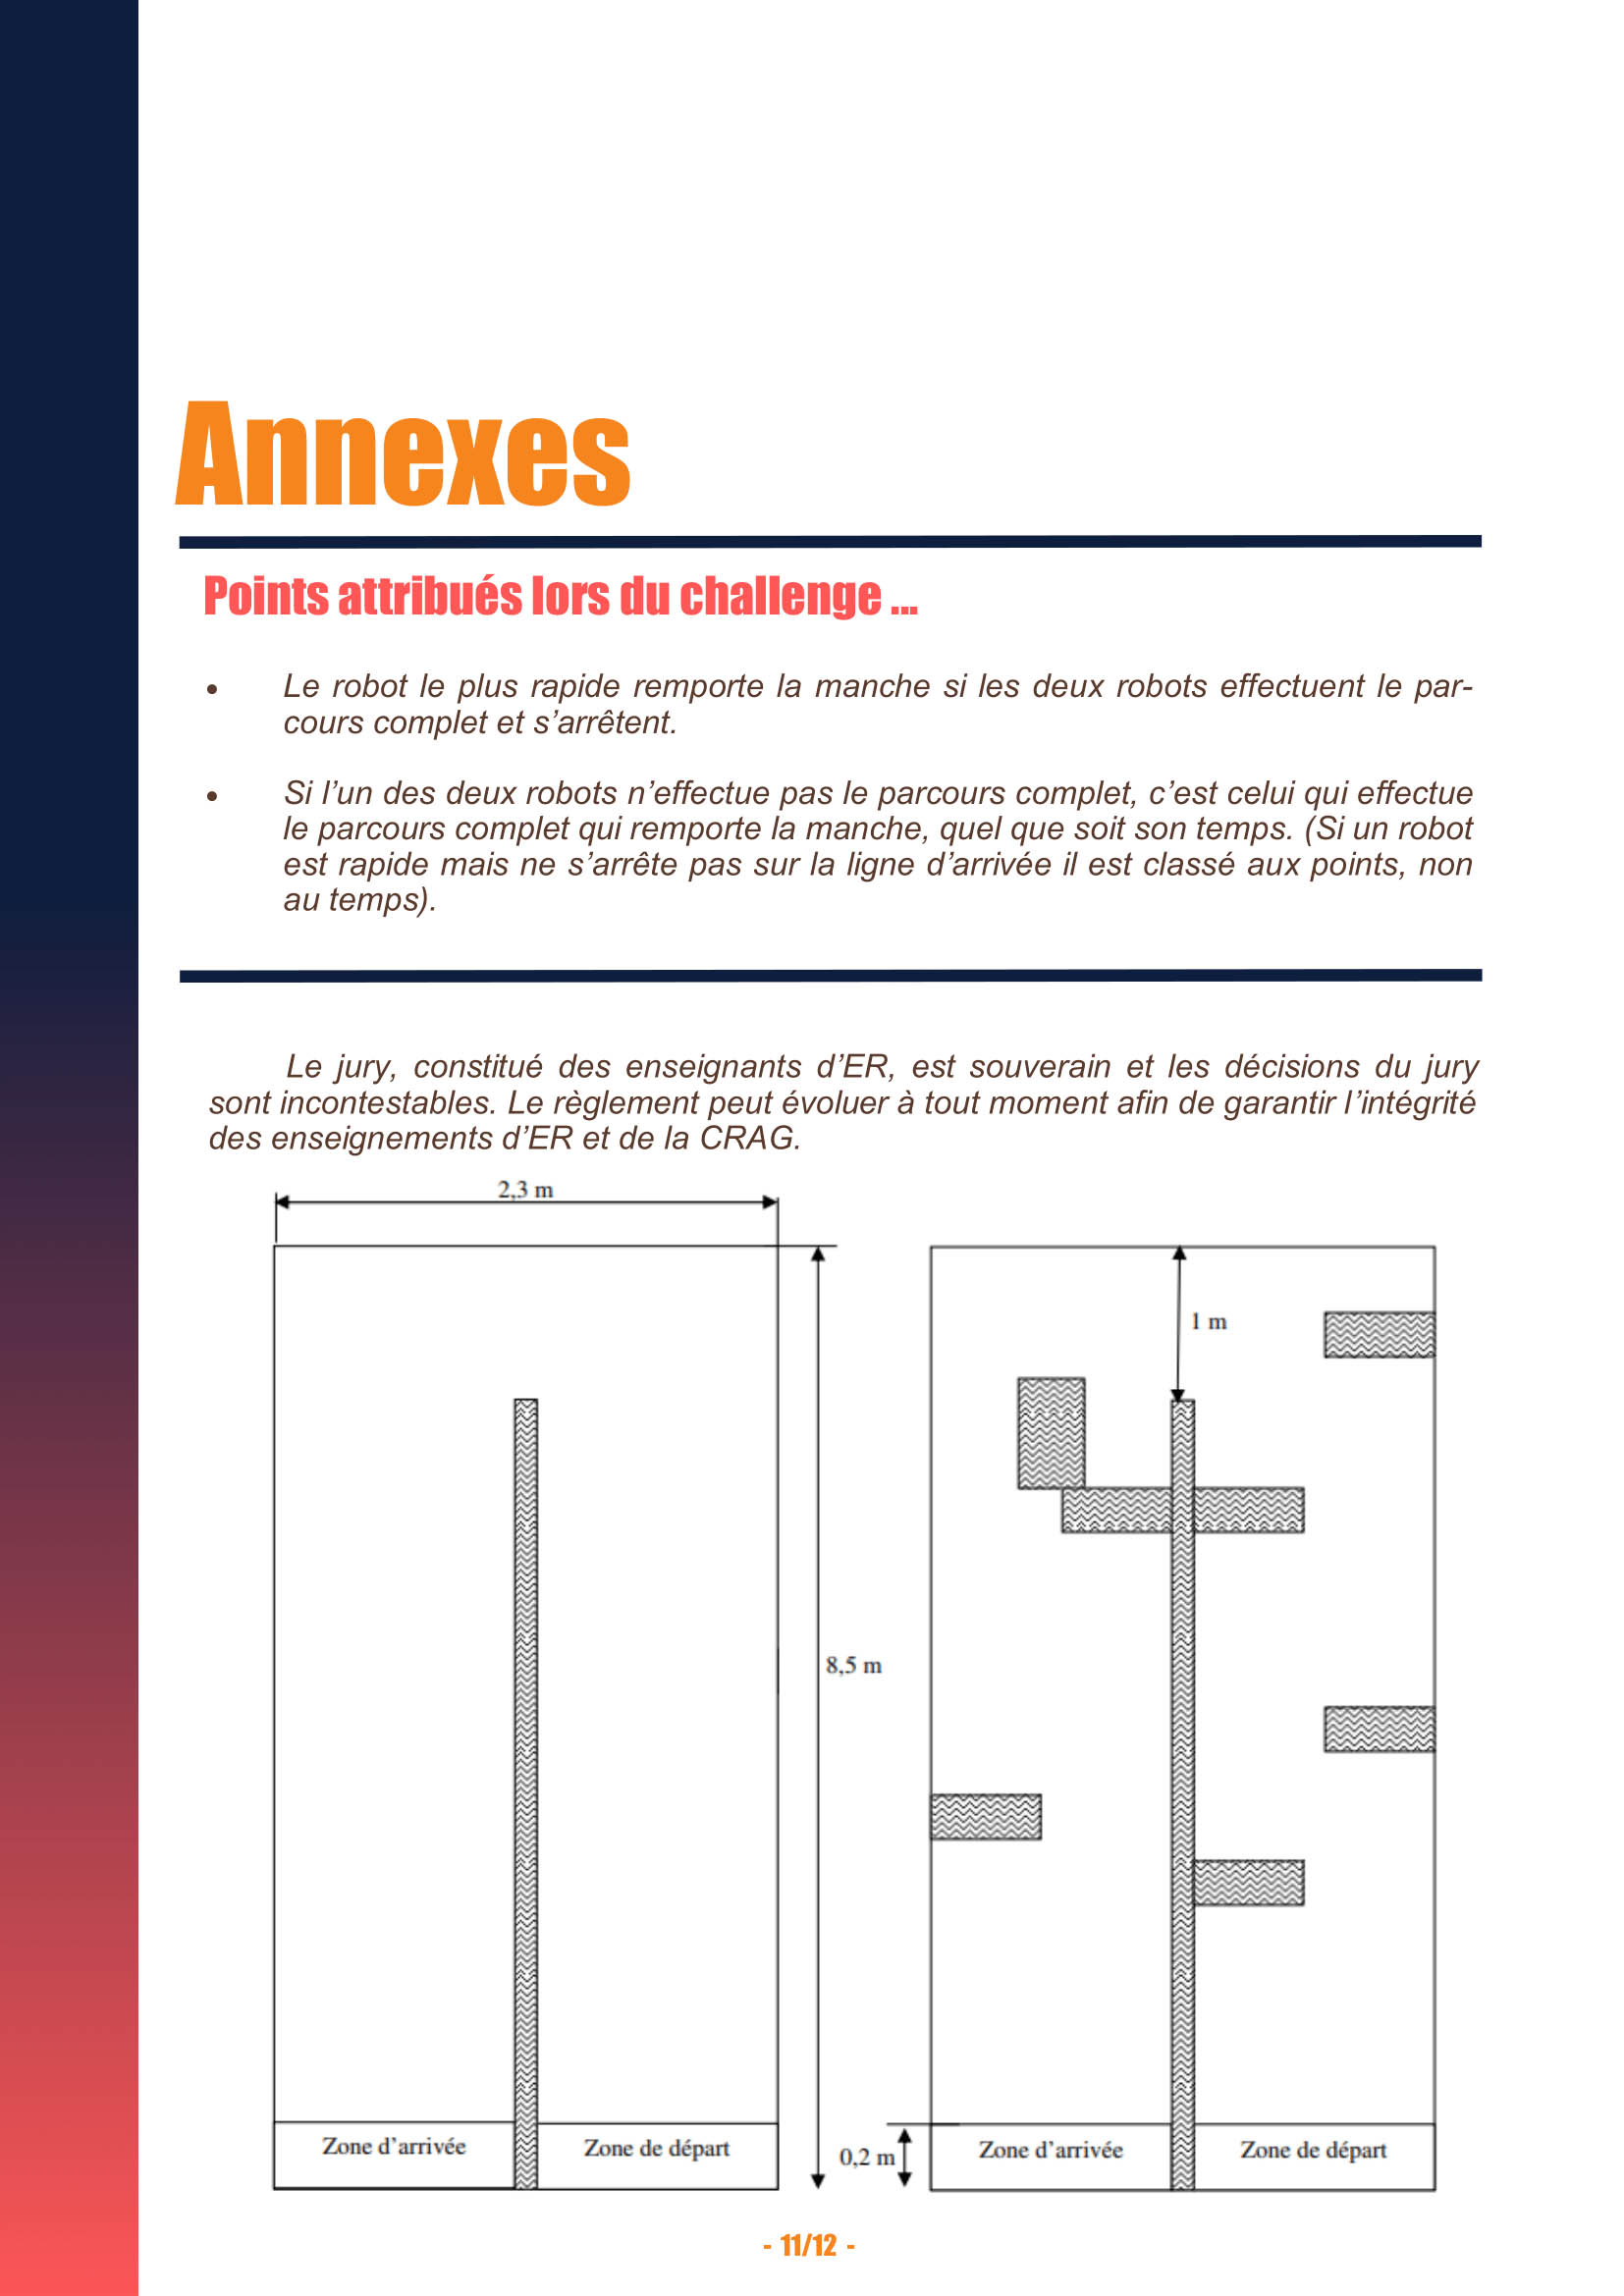 Annexes
Points attribués lors du challenge ...
• Le robot le plus rapide remporte la manche si les deux robots effectuent le par-
cours complet et s’arrêtent.
• Si l’un des deux robots n’effectue pas le parcours complet, c’est celui qui effectue
le parcours complet qui remporte la manche, quel que soit son temps. (Si un robot
est rapide mais ne s’arrête pas sur la ligne d’arrivée il est classé aux points, non
au temps).
Le jury, constitué des enseignants d’ER, est souverain et les décisions du jury
sont incontestables. Le règlement peut évoluer à tout moment afin de garantir l’intégrité
des enseignements d’ER et de la CRAG.
2,3 m
1 m
8,5 m
Zone d’arrivée
Zone de départ
0,2 m
Zone d’arrivée
Zone de départ
- 11/12 -